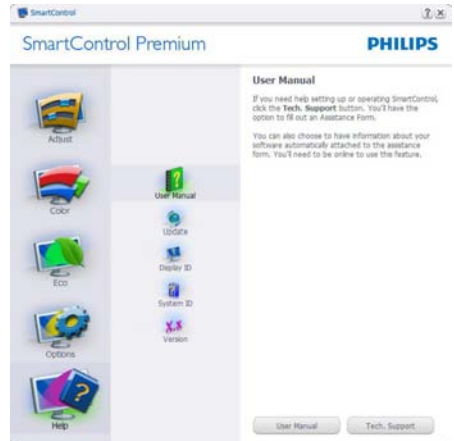 SmartControl
SmartControl Premium
PHILIPS
Adjust
Color
Eco
Options
Help
User Manual
Update
Display ID
System ID
Version
User Manual
If you need help setting up or operating SmartControl,
click the Tech. Support button. You'll have the
option to fill out an Assistance Form.
You can also choose to have information about your
software automatically attached to the assistance
form. You'll need to be online to use the feature.
User Manual
Tech. Support